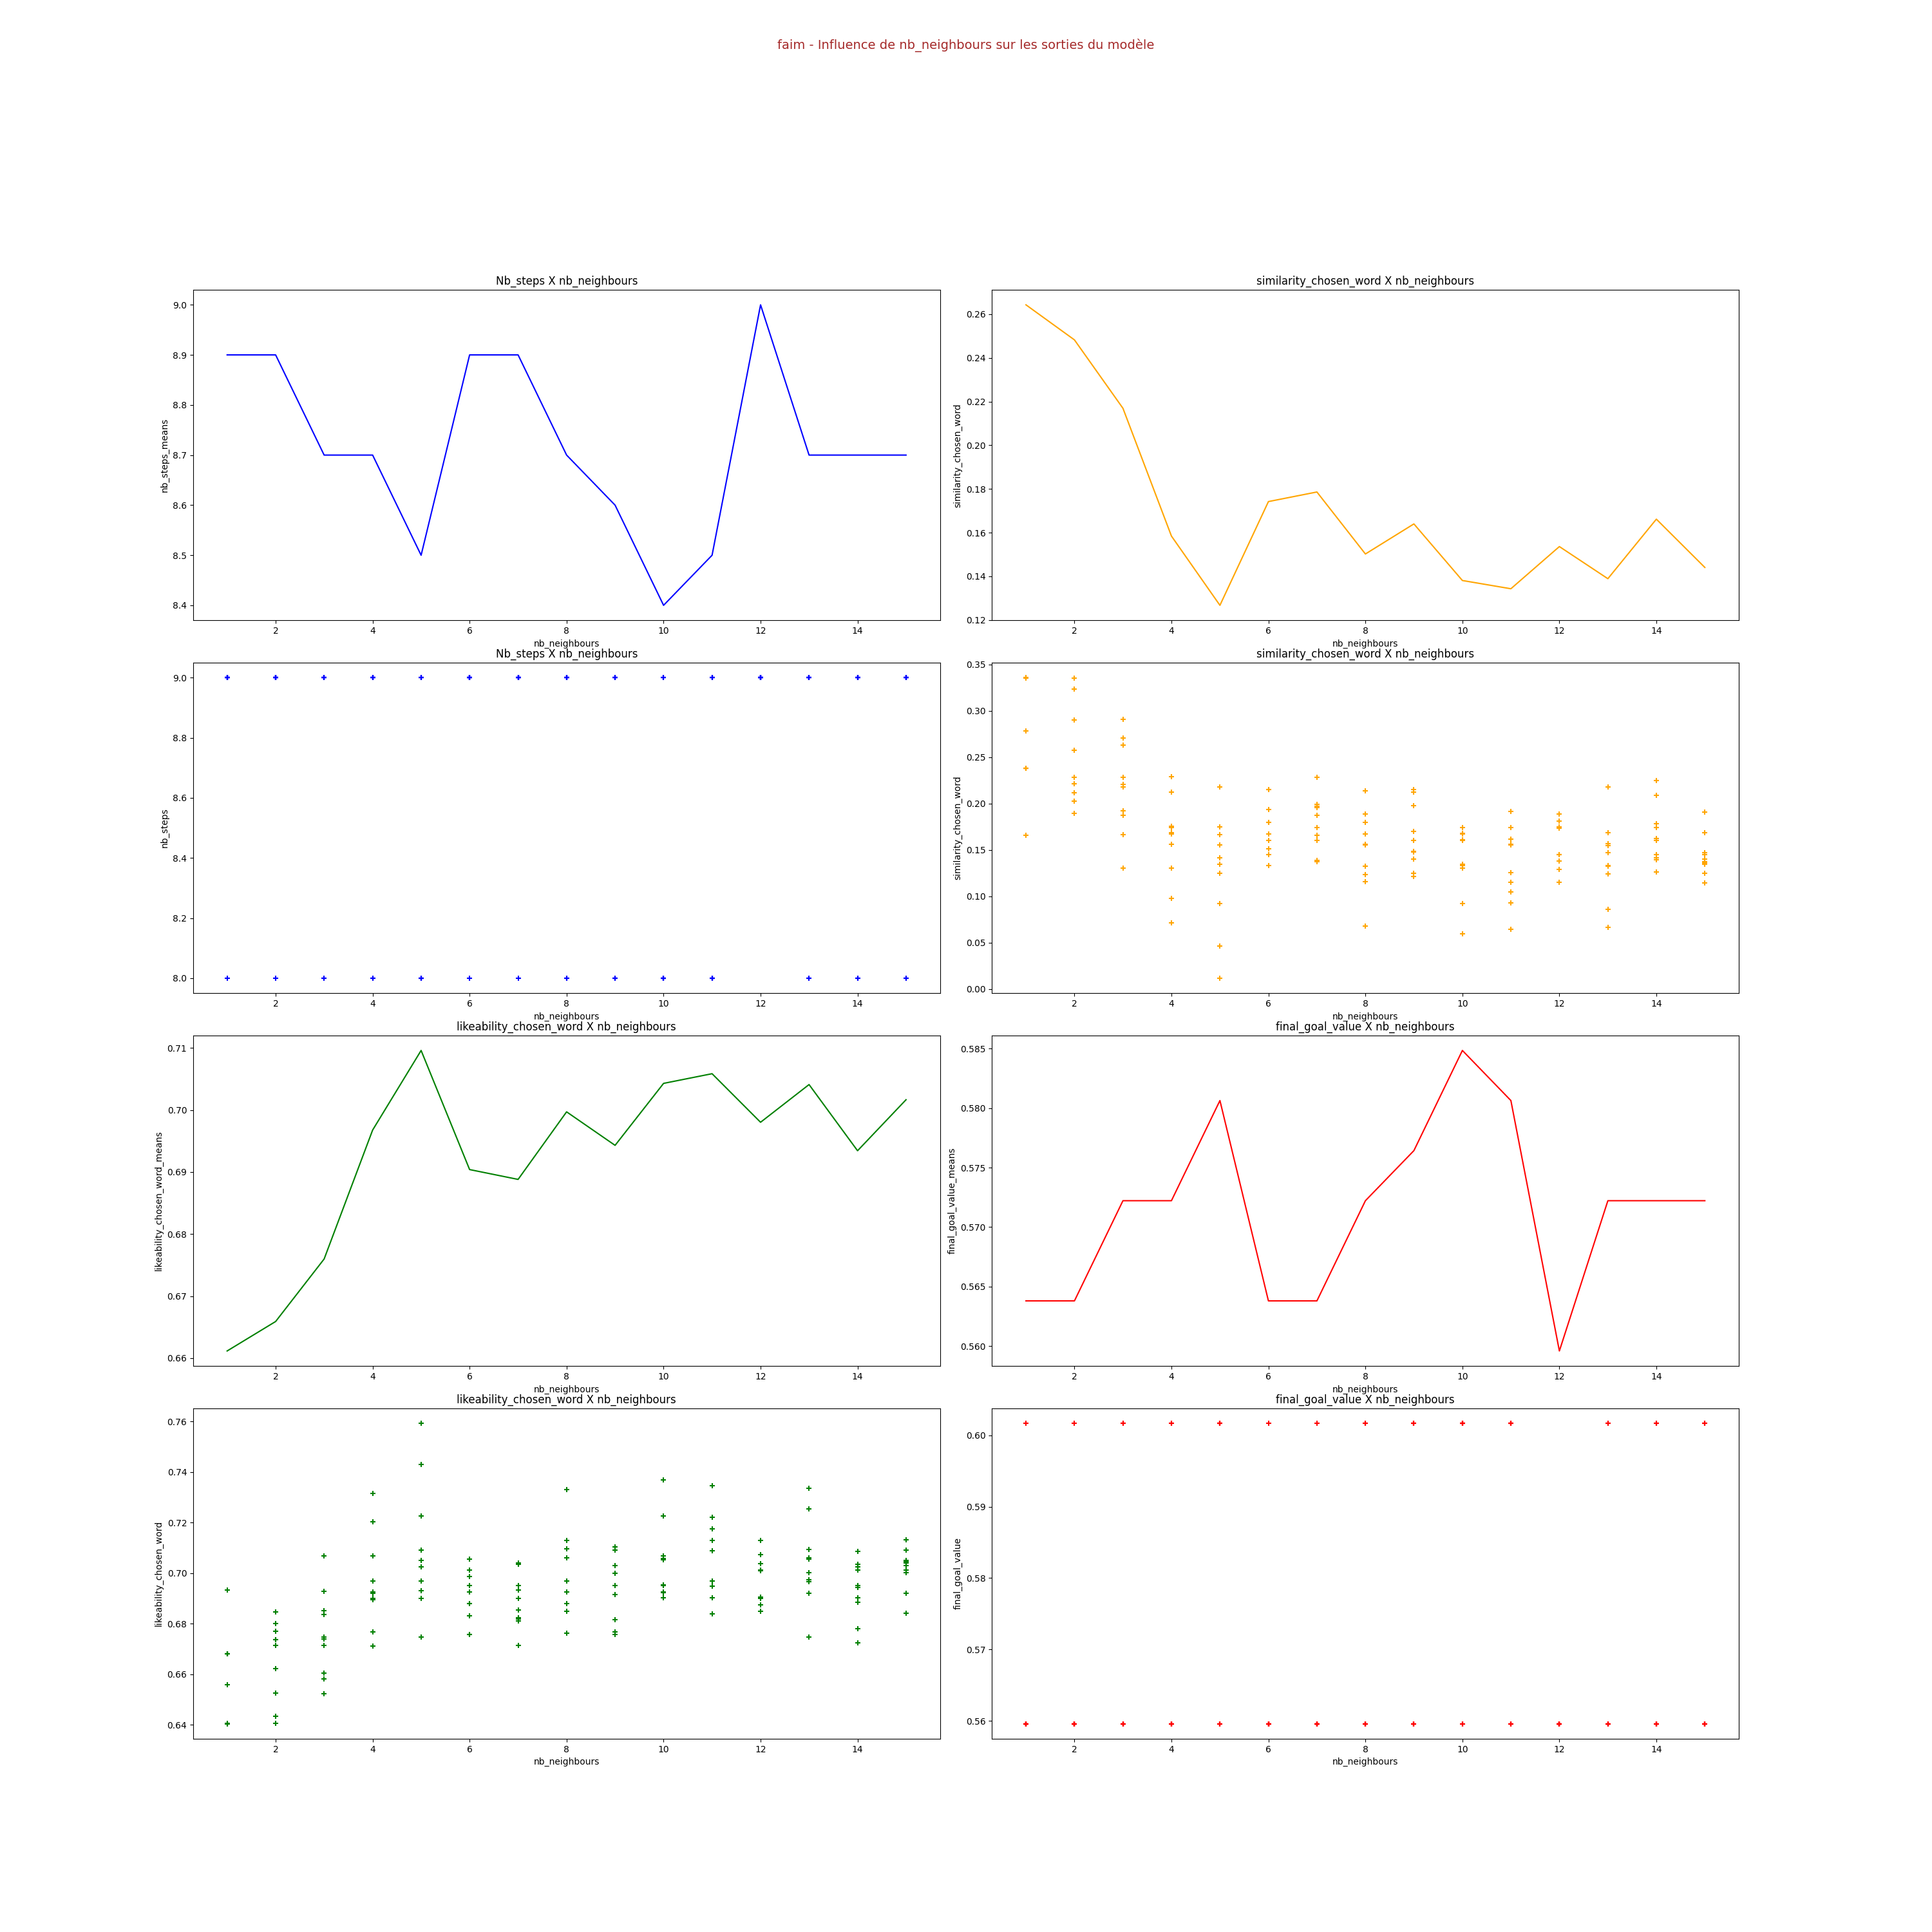 faim - Influence de nb_neighbours sur les sorties du modèle
Nb_steps X nb_neighbours
nb_steps_means
9.0
8.9
8.8
8.7
8.6
8.5
8.4
2 4 6 8 10 12 14
nb_neighbours
similarity_chosen_word X nb_neighbours
similarity_chosen_word
0.26
0.24
0.22
0.20
0.18
0.16
0.14
0.12
2 4 6 8 10 12 14
nb_neighbours
Nb_steps X nb_neighbours
nb_steps
9.0
8.8
8.6
8.4
8.2
8.0
2 4 6 8 10 12 14
nb_neighbours
similarity_chosen_word X nb_neighbours
similarity_chosen_word
0.35
0.30
0.25
0.20
0.15
0.10
0.05
0.00
2 4 6 8 10 12 14
nb_neighbours
likeability_chosen_word X nb_neighbours
likeability_chosen_word_means
0.71
0.70
0.69
0.68
0.67
0.66
2 4 6 8 10 12 14
nb_neighbours
final_goal_value X nb_neighbours
final_goal_value_means
0.585
0.580
0.575
0.570
0.565
0.560
2 4 6 8 10 12 14
nb_neighbours
likeability_chosen_word X nb_neighbours
likeability_chosen_word
0.76
0.74
0.72
0.70
0.68
0.66
0.64
2 4 6 8 10 12 14
nb_neighbours
final_goal_value X nb_neighbours
final_goal_value
0.60
0.59
0.58
0.57
0.56
2 4 6 8 10 12 14
nb_neighbours